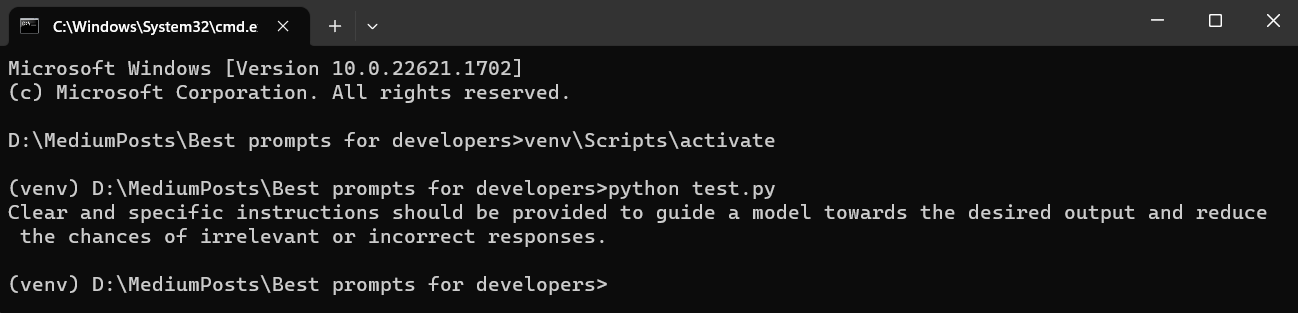 C:\Windows\System32\cmd.e
Microsoft Windows [Version 10.0.22621.1702]
(c) Microsoft Corporation. All rights reserved.
D:\MediumPosts\Best prompts for developers>venv\Scripts\activate
(venv) D:\MediumPosts\Best prompts for developers>python test.py
Clear and specific instructions should be provided to guide a model towards the desired output and reduce
the chances of irrelevant or incorrect responses.
(venv) D:\MediumPosts\Best prompts for developers>